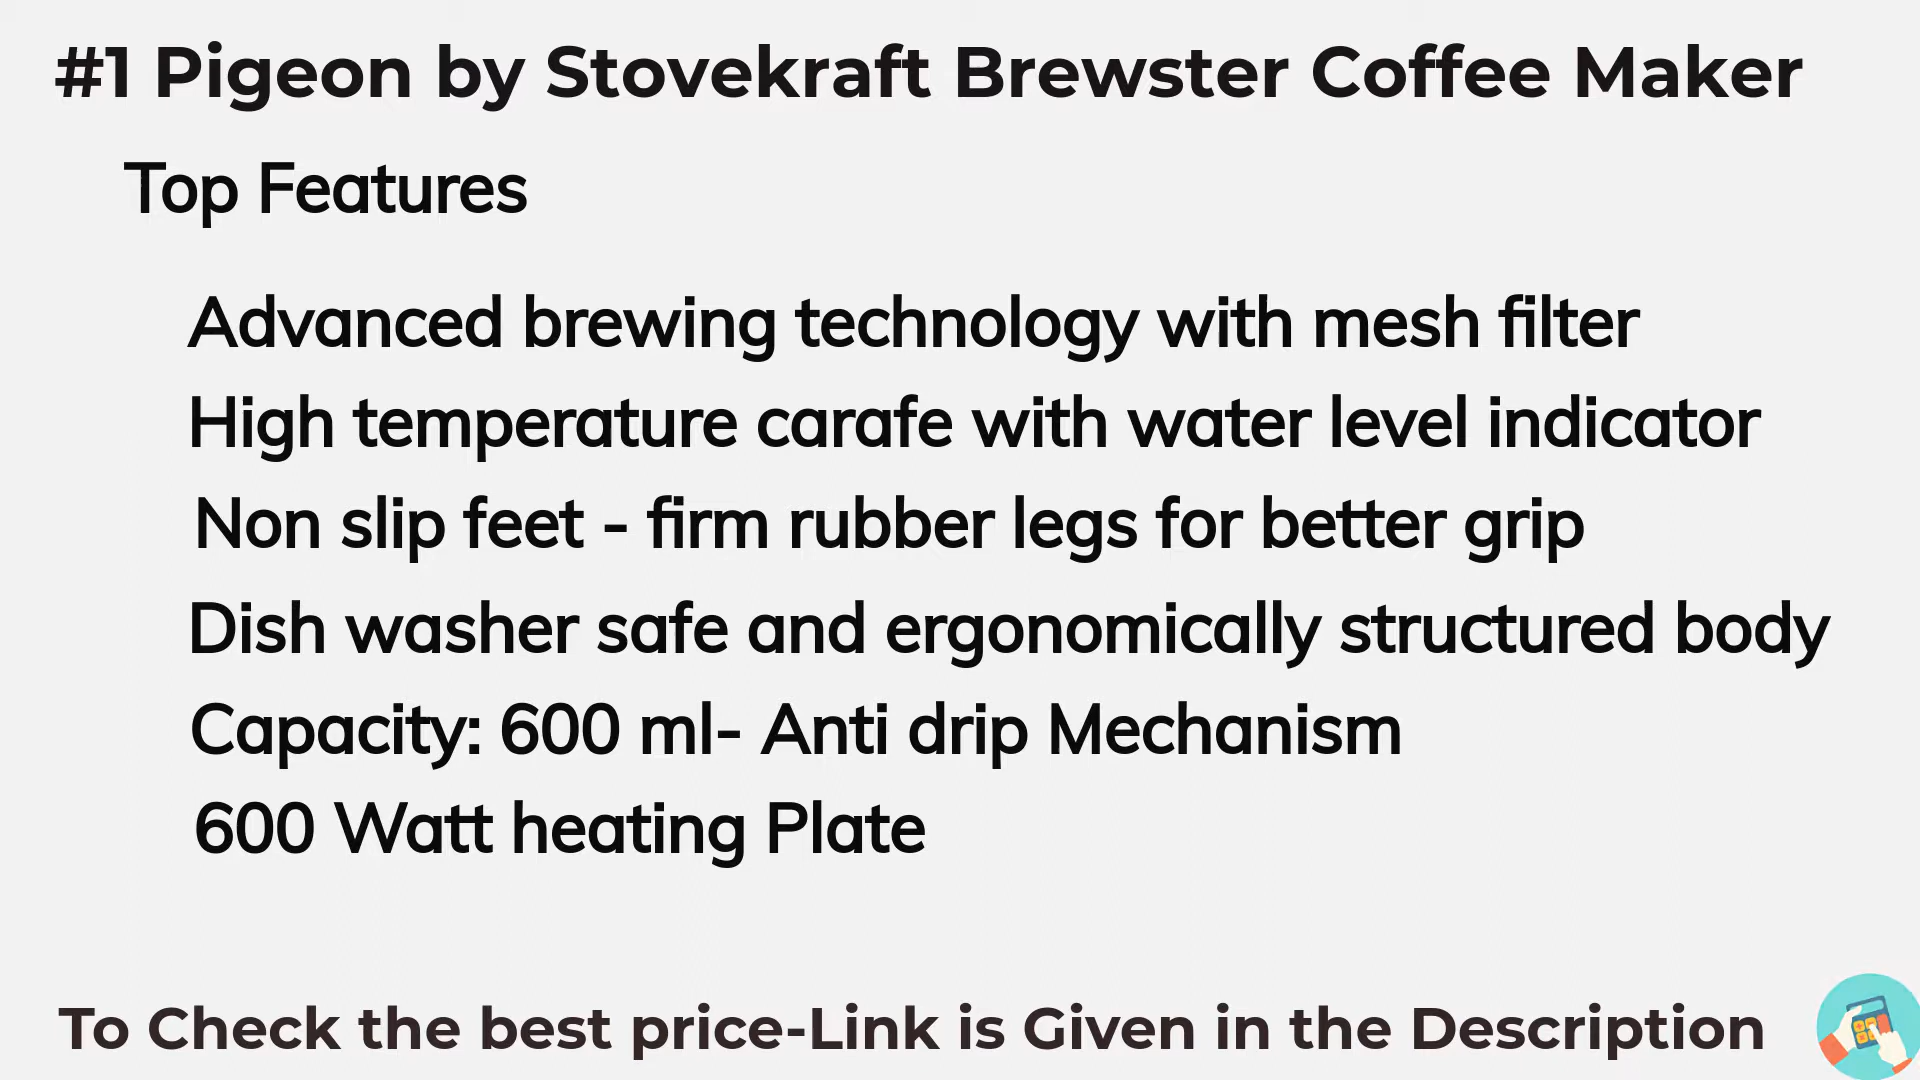 #1 Pigeon by Stovekraft Brewster Coffee Maker
Top Features
Advanced brewing technology with mesh filter
High temperature carafe with water level indicator
Non slip feet - firm rubber legs for better grip
Dish washer safe and ergonomically structured body
Capacity: 600 ml- Anti drip Mechanism
600 Watt heating Plate
To Check the best price-Link is Given in the Description